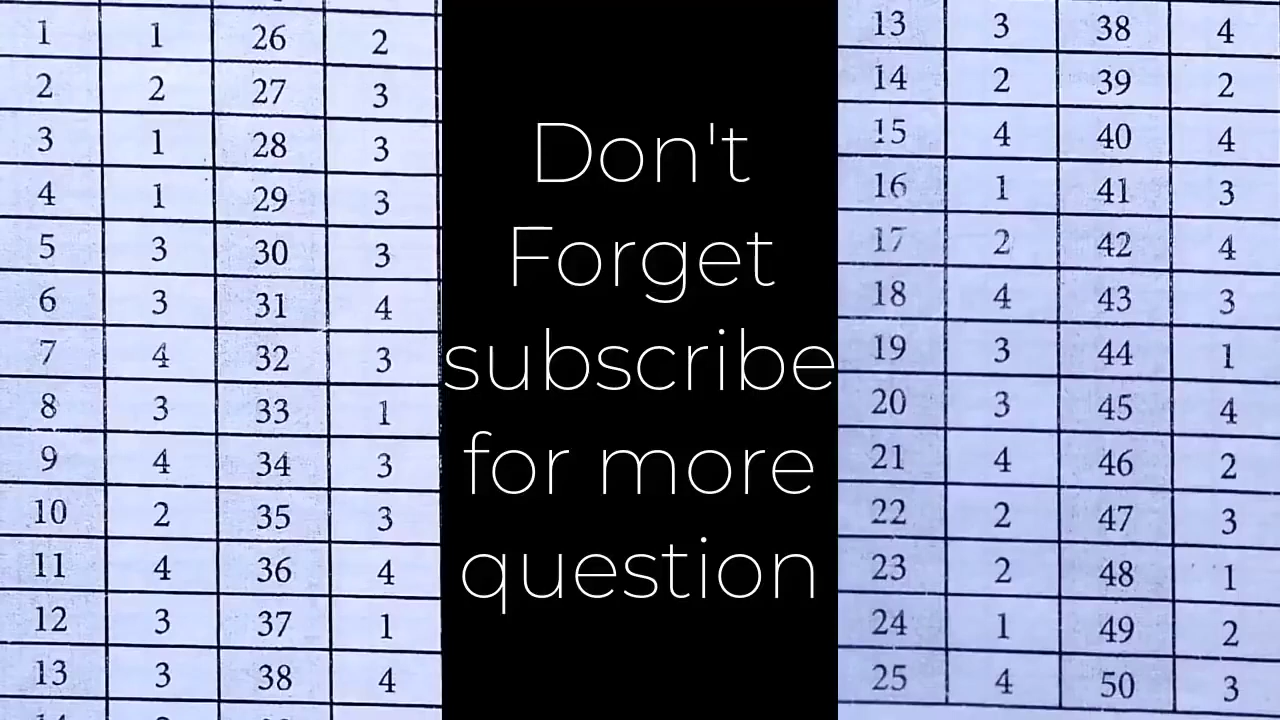 1 1 26 2
2 2 27 3
3 1 28 3
4 1 29 3
5 3 30 3
6 3 31 4
7 4 32 3
8 3 33 1
9 4 34 3
10 2 35 3
11 4 36 4
12 3 37 1
13 3 38 4
Don't
Forget
subscribe
for more
question
13 3 38 4
14 2 39 2
15 4 40 4
16 1 41 3
17 2 42 4
18 4 43 3
19 3 44 1
20 3 45 4
21 4 46 2
22 2 47 3
23 2 48 1
24 1 49 2
25 4 50 3